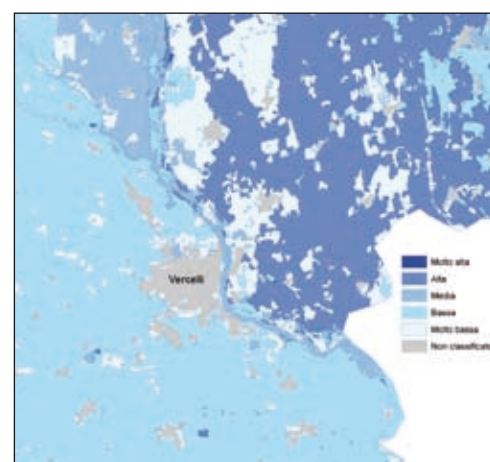 Vercelli
Molto alta
Alta
Media
Bassa
Molto bassa
Non classificato